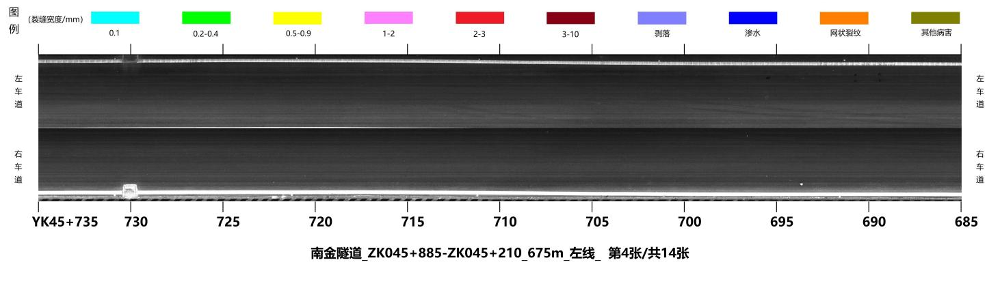 图例
(裂缝宽度/mm)
0.1 0.2-0.4 0.5-0.9 1-2 2-3 3-10 剥落 渗水 网状裂纹 其他病害
左车道 左车道
右车道 右车道
YK45+735 730 725 720 715 710 705 700 695 690 685
南金隧道_ZK045+885-ZK045+210_675m_左线_ 第4张/共14张